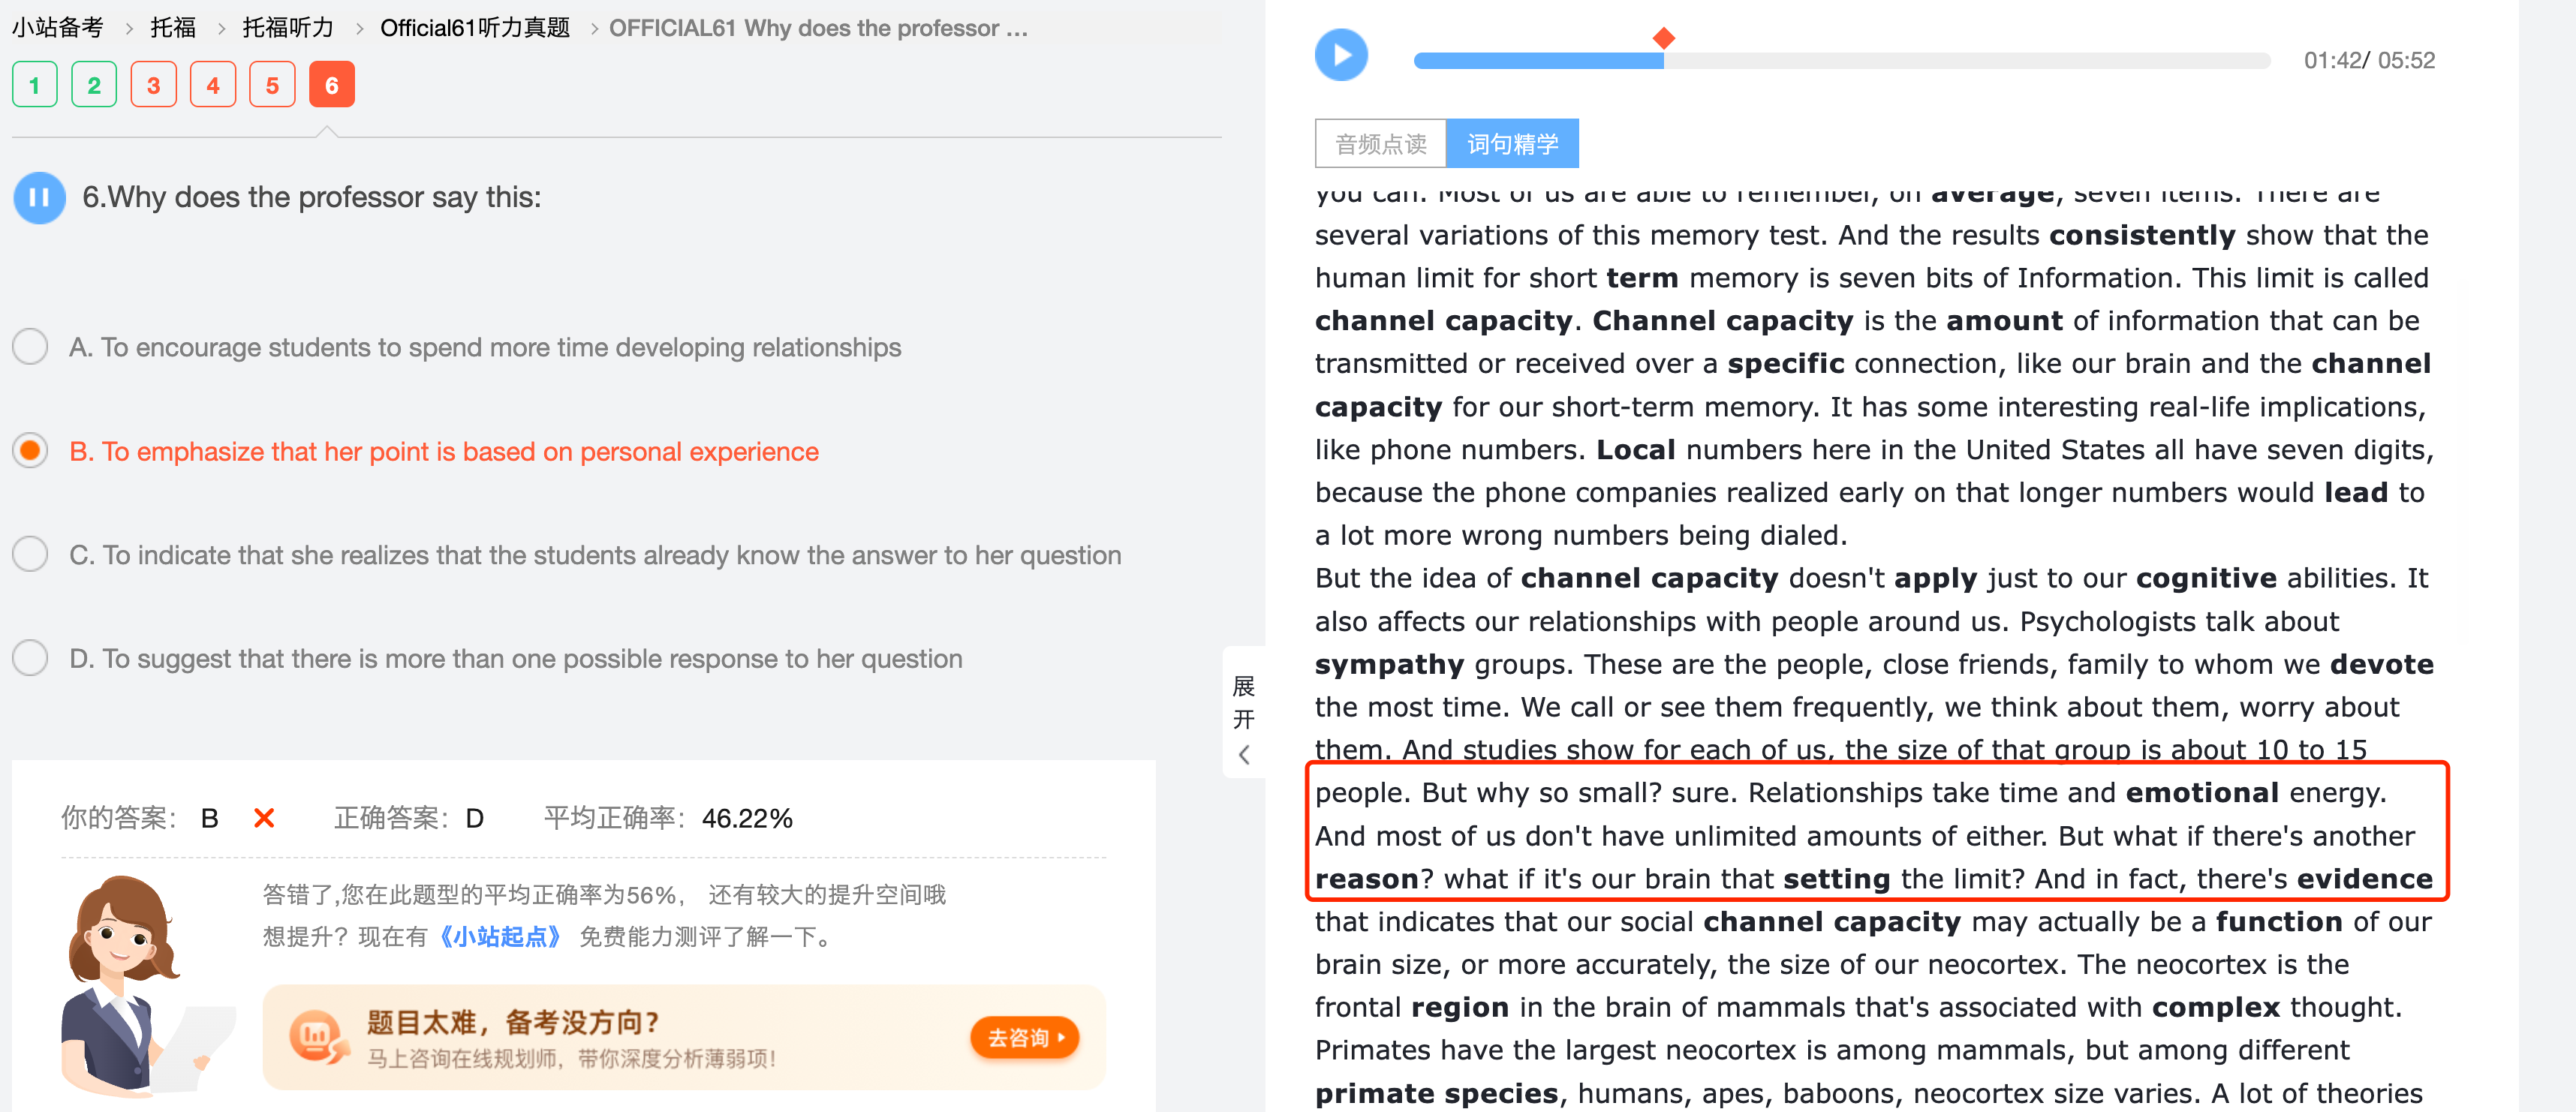 小站备考 > 托福 > 托福听力 > Official61听力真题 > OFFICIAL61 Why does the professor ...
1 2 3 4 5 6
6.Why does the professor say this:
A. To encourage students to spend more time developing relationships
B. To emphasize that her point is based on personal experience
C. To indicate that she realizes that the students already know the answer to her question
D. To suggest that there is more than one possible response to her question
你的答案： B 正确答案： D 平均正确率： 46.22%
答错了,您在此题型的平均正确率为56%， 还有较大的提升空间哦
想提升？现在有《小站起点》 免费能力测评了解一下。
题目太难，备考没方向？
马上咨询在线规划师，带你深度分析薄弱项！
去咨询
展
开
01:42/ 05:52
音频点读 词句精学
you can. Most of us are able to remember, on average, seven items. There are
several variations of this memory test. And the results consistently show that the
human limit for short term memory is seven bits of Information. This limit is called
channel capacity. Channel capacity is the amount of information that can be
transmitted or received over a specific connection, like our brain and the channel
capacity for our short-term memory. It has some interesting real-life implications,
like phone numbers. Local numbers here in the United States all have seven digits,
because the phone companies realized early on that longer numbers would lead to
a lot more wrong numbers being dialed.
But the idea of channel capacity doesn't apply just to our cognitive abilities. It
also affects our relationships with people around us. Psychologists talk about
sympathy groups. These are the people, close friends, family to whom we devote
the most time. We call or see them frequently, we think about them, worry about
them. And studies show for each of us, the size of that group is about 10 to 15
people. But why so small? sure. Relationships take time and emotional energy.
And most of us don't have unlimited amounts of either. But what if there's another
reason? what if it's our brain that setting the limit? And in fact, there's evidence
that indicates that our social channel capacity may actually be a function of our
brain size, or more accurately, the size of our neocortex. The neocortex is the
frontal region in the brain of mammals that's associated with complex thought.
Primates have the largest neocortex is among mammals, but among different
primate species, humans, apes, baboons, neocortex size varies. A lot of theories